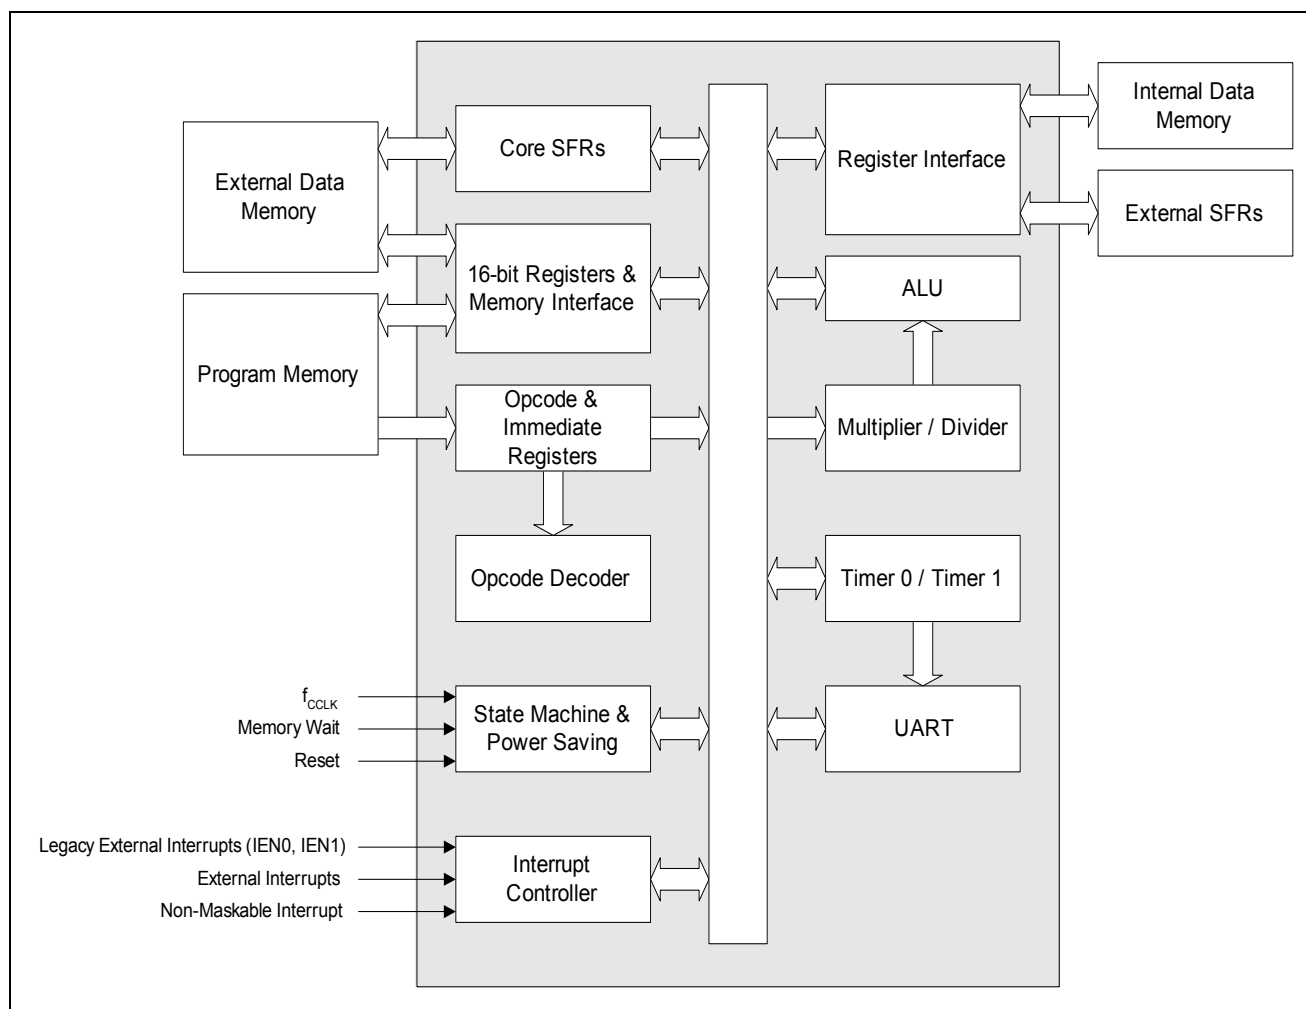 External Data
Memory
Program Memory
Core SFRs
16-bit Registers &
Memory Interface
Opcode &
Immediate
Registers
Opcode Decoder
f_CCLK
Memory Wait
Reset
State Machine &
Power Saving
Legacy External Interrupts (IEN0, IEN1)
External Interrupts
Non-Maskable Interrupt
Interrupt
Controller
Register Interface
ALU
Multiplier / Divider
Timer 0 / Timer 1
UART
Internal Data
Memory
External SFRs